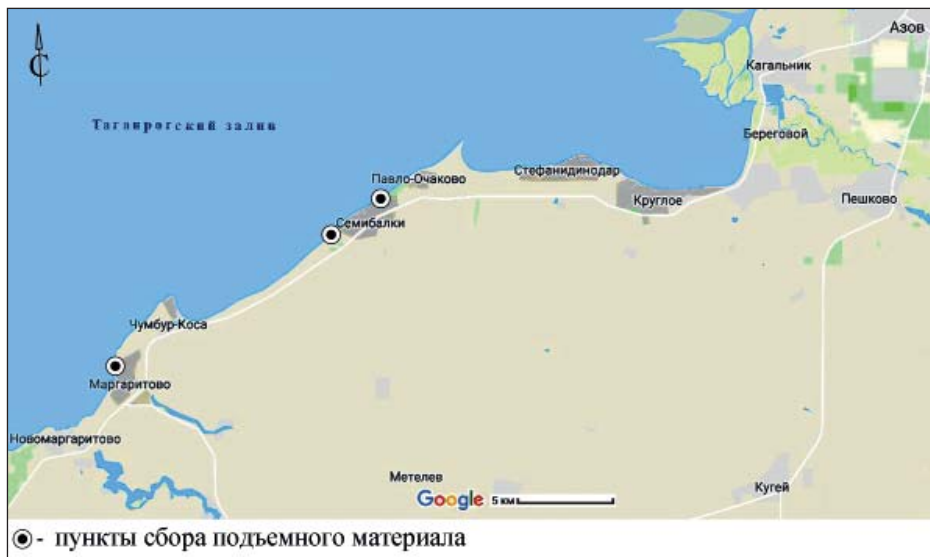 Азов
С
Кагальник
Таганрогский залив
Береговой
Стефанидинодар
Павло-Очаково
Круглое
Пешково
Семибалки
Чумбур-Коса
Маргаритово
Новомаргаритово
Метелев
Кугей
Google 5 км
- пункты сбора подъемного материала